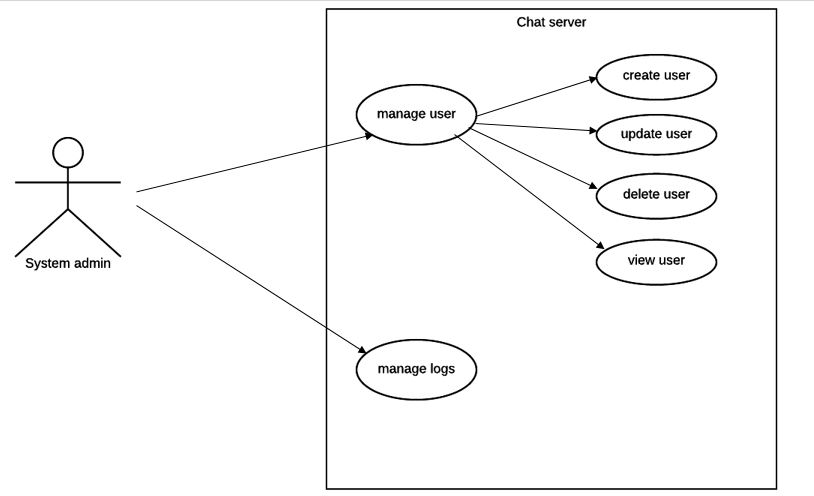 Chat server
create user
manage user
update user
delete user
System admin
view user
manage logs